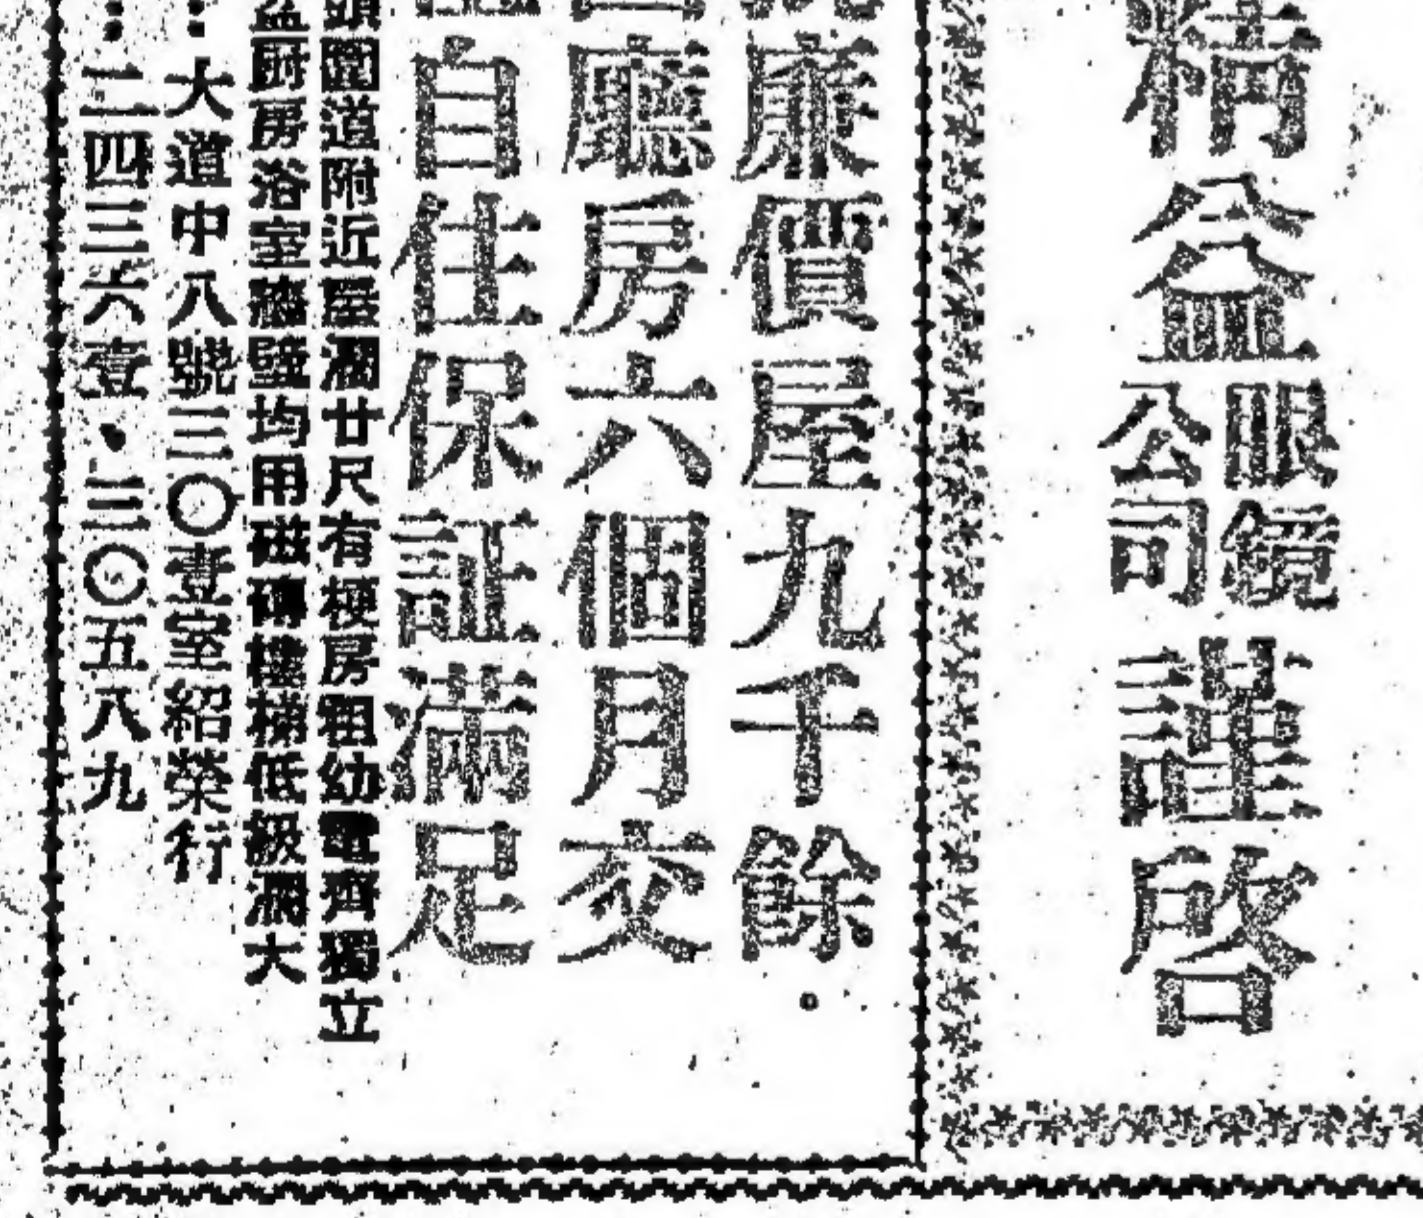 精益
眼鏡
公司
謹啓
廉價屋九千餘。
廳房六個月交
自住保証滿足
頭圍道附近屋濶廿尺有梗房粗幼電齊獨立
厨房浴室牆壁均用磁磚樓梯低級濶大
大道中八號三〇壹室紹榮行
二四三六壹、三〇五八九